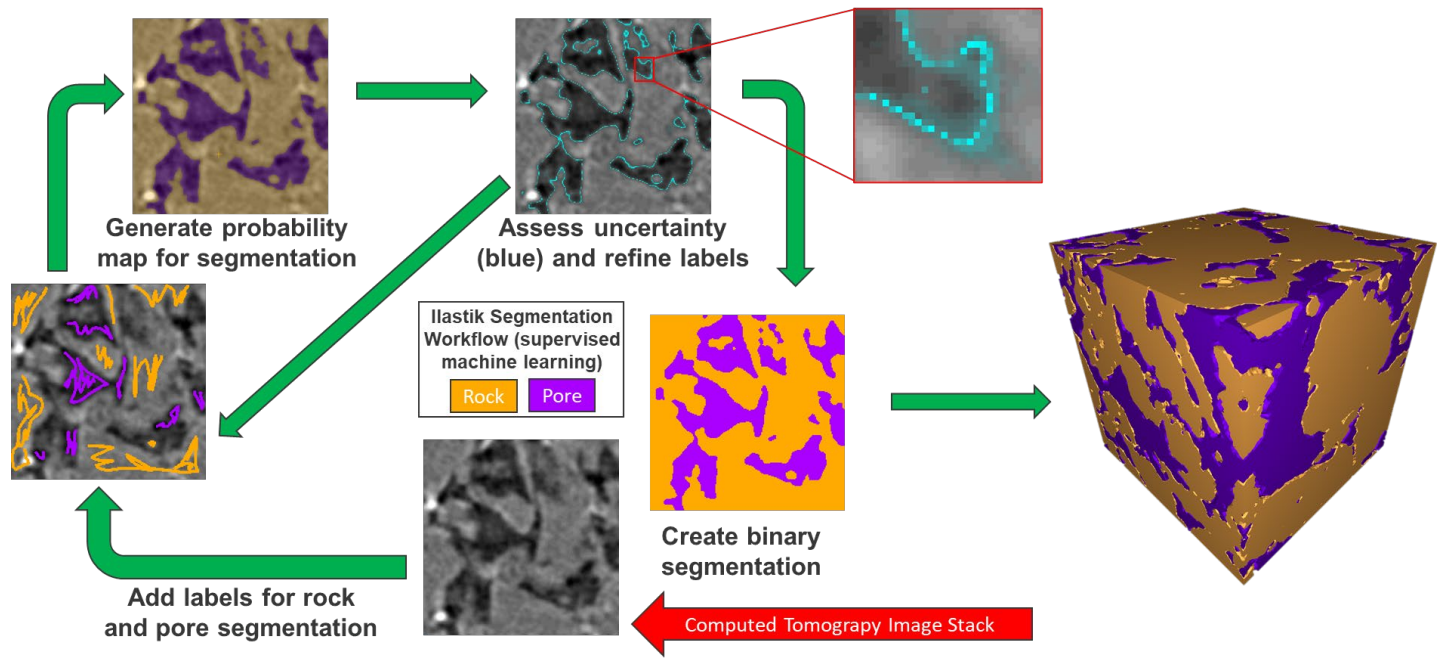 Generate probability
map for segmentation
Assess uncertainty
(blue) and refine labels
Ilastik Segmentation
Workflow (supervised
machine learning)
Rock
Pore
Create binary
segmentation
Add labels for rock
and pore segmentation
Computed Tomograpy Image Stack